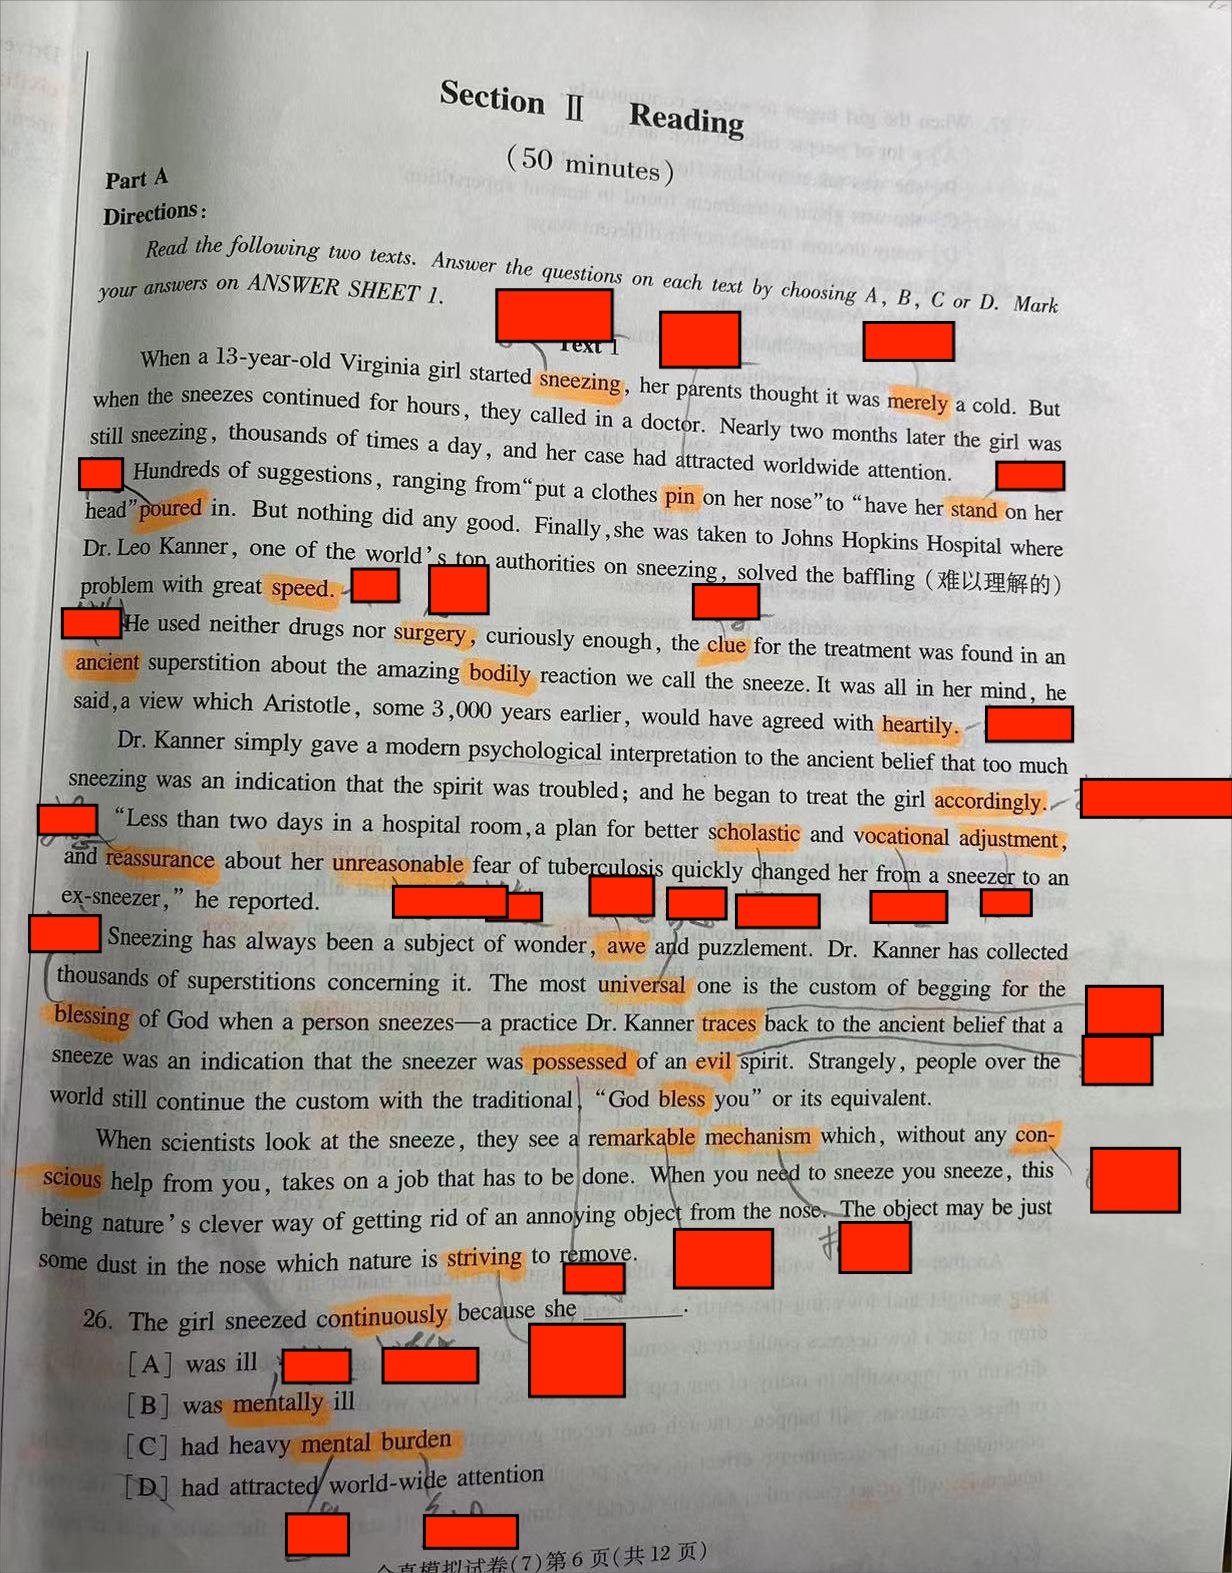 Section Ⅱ Reading
(50 minutes)
Part A
Directions:
Read the following two texts. Answer the questions on each text by choosing A, B, C or D. Mark
your answers on ANSWER SHEET 1.
Text 1
When a 13-year-old Virginia girl started sneezing, her parents thought it was merely a cold. But
when the sneezes continued for hours, they called in a doctor. Nearly two months later the girl was
still sneezing, thousands of times a day, and her case had attracted worldwide attention.
Hundreds of suggestions, ranging from“put a clothes pin on her nose”to “have her stand on her
head”poured in. But nothing did any good. Finally,she was taken to Johns Hopkins Hospital where
Dr. Leo Kanner, one of the world's top authorities on sneezing, solved the baffling (难以理解的)
problem with great speed.
He used neither drugs nor surgery, curiously enough, the clue for the treatment was found in an
ancient superstition about the amazing bodily reaction we call the sneeze. It was all in her mind, he
said,a view which Aristotle, some 3,000 years earlier, would have agreed with heartily.
Dr. Kanner simply gave a modern psychological interpretation to the ancient belief that too much
sneezing was an indication that the spirit was troubled; and he began to treat the girl accordingly.
“Less than two days in a hospital room,a plan for better scholastic and vocational adjustment,
and reassurance about her unreasonable fear of tuberculosis quickly changed her from a sneezer to an
ex-sneezer,” he reported.
Sneezing has always been a subject of wonder, awe and puzzlement. Dr. Kanner has collected
thousands of superstitions concerning it. The most universal one is the custom of begging for the
blessing of God when a person sneezes—a practice Dr. Kanner traces back to the ancient belief that a
sneeze was an indication that the sneezer was possessed of an evil spirit. Strangely, people over the
world still continue the custom with the traditional, “God bless you” or its equivalent.
When scientists look at the sneeze, they see a remarkable mechanism which, without any con-
scious help from you, takes on a job that has to be done. When you need to sneeze you sneeze, this
being nature's clever way of getting rid of an annoying object from the nose. The object may be just
some dust in the nose which nature is striving to remove.
26. The girl sneezed continuously because she ______.
[A] was ill
[B] was mentally ill
[C] had heavy mental burden
[D] had attracted world-wide attention
全真模拟试卷(7)第6页(共12页)